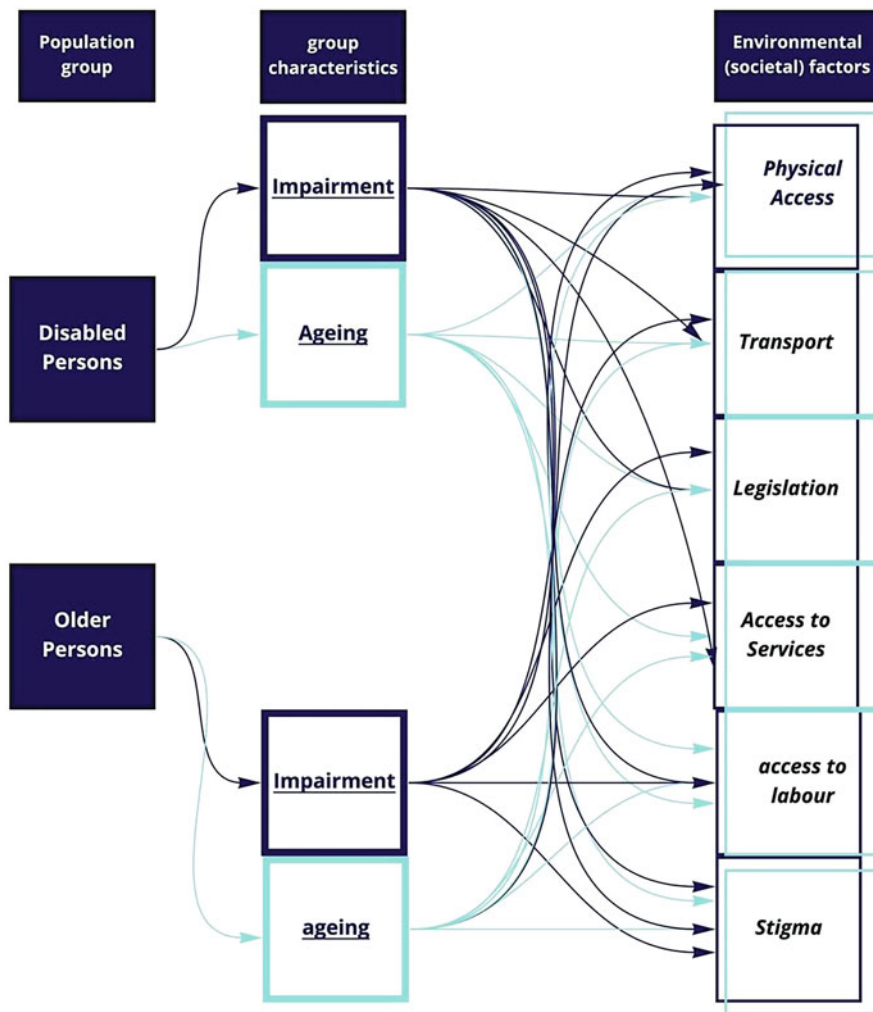 Population
group
group
characteristics
Environmental
(societal) factors
Impairment
Physical
Access
Disabled
Persons
Ageing
Transport
Legislation
Older
Persons
Access to
Services
Impairment
access to
labour
ageing
Stigma